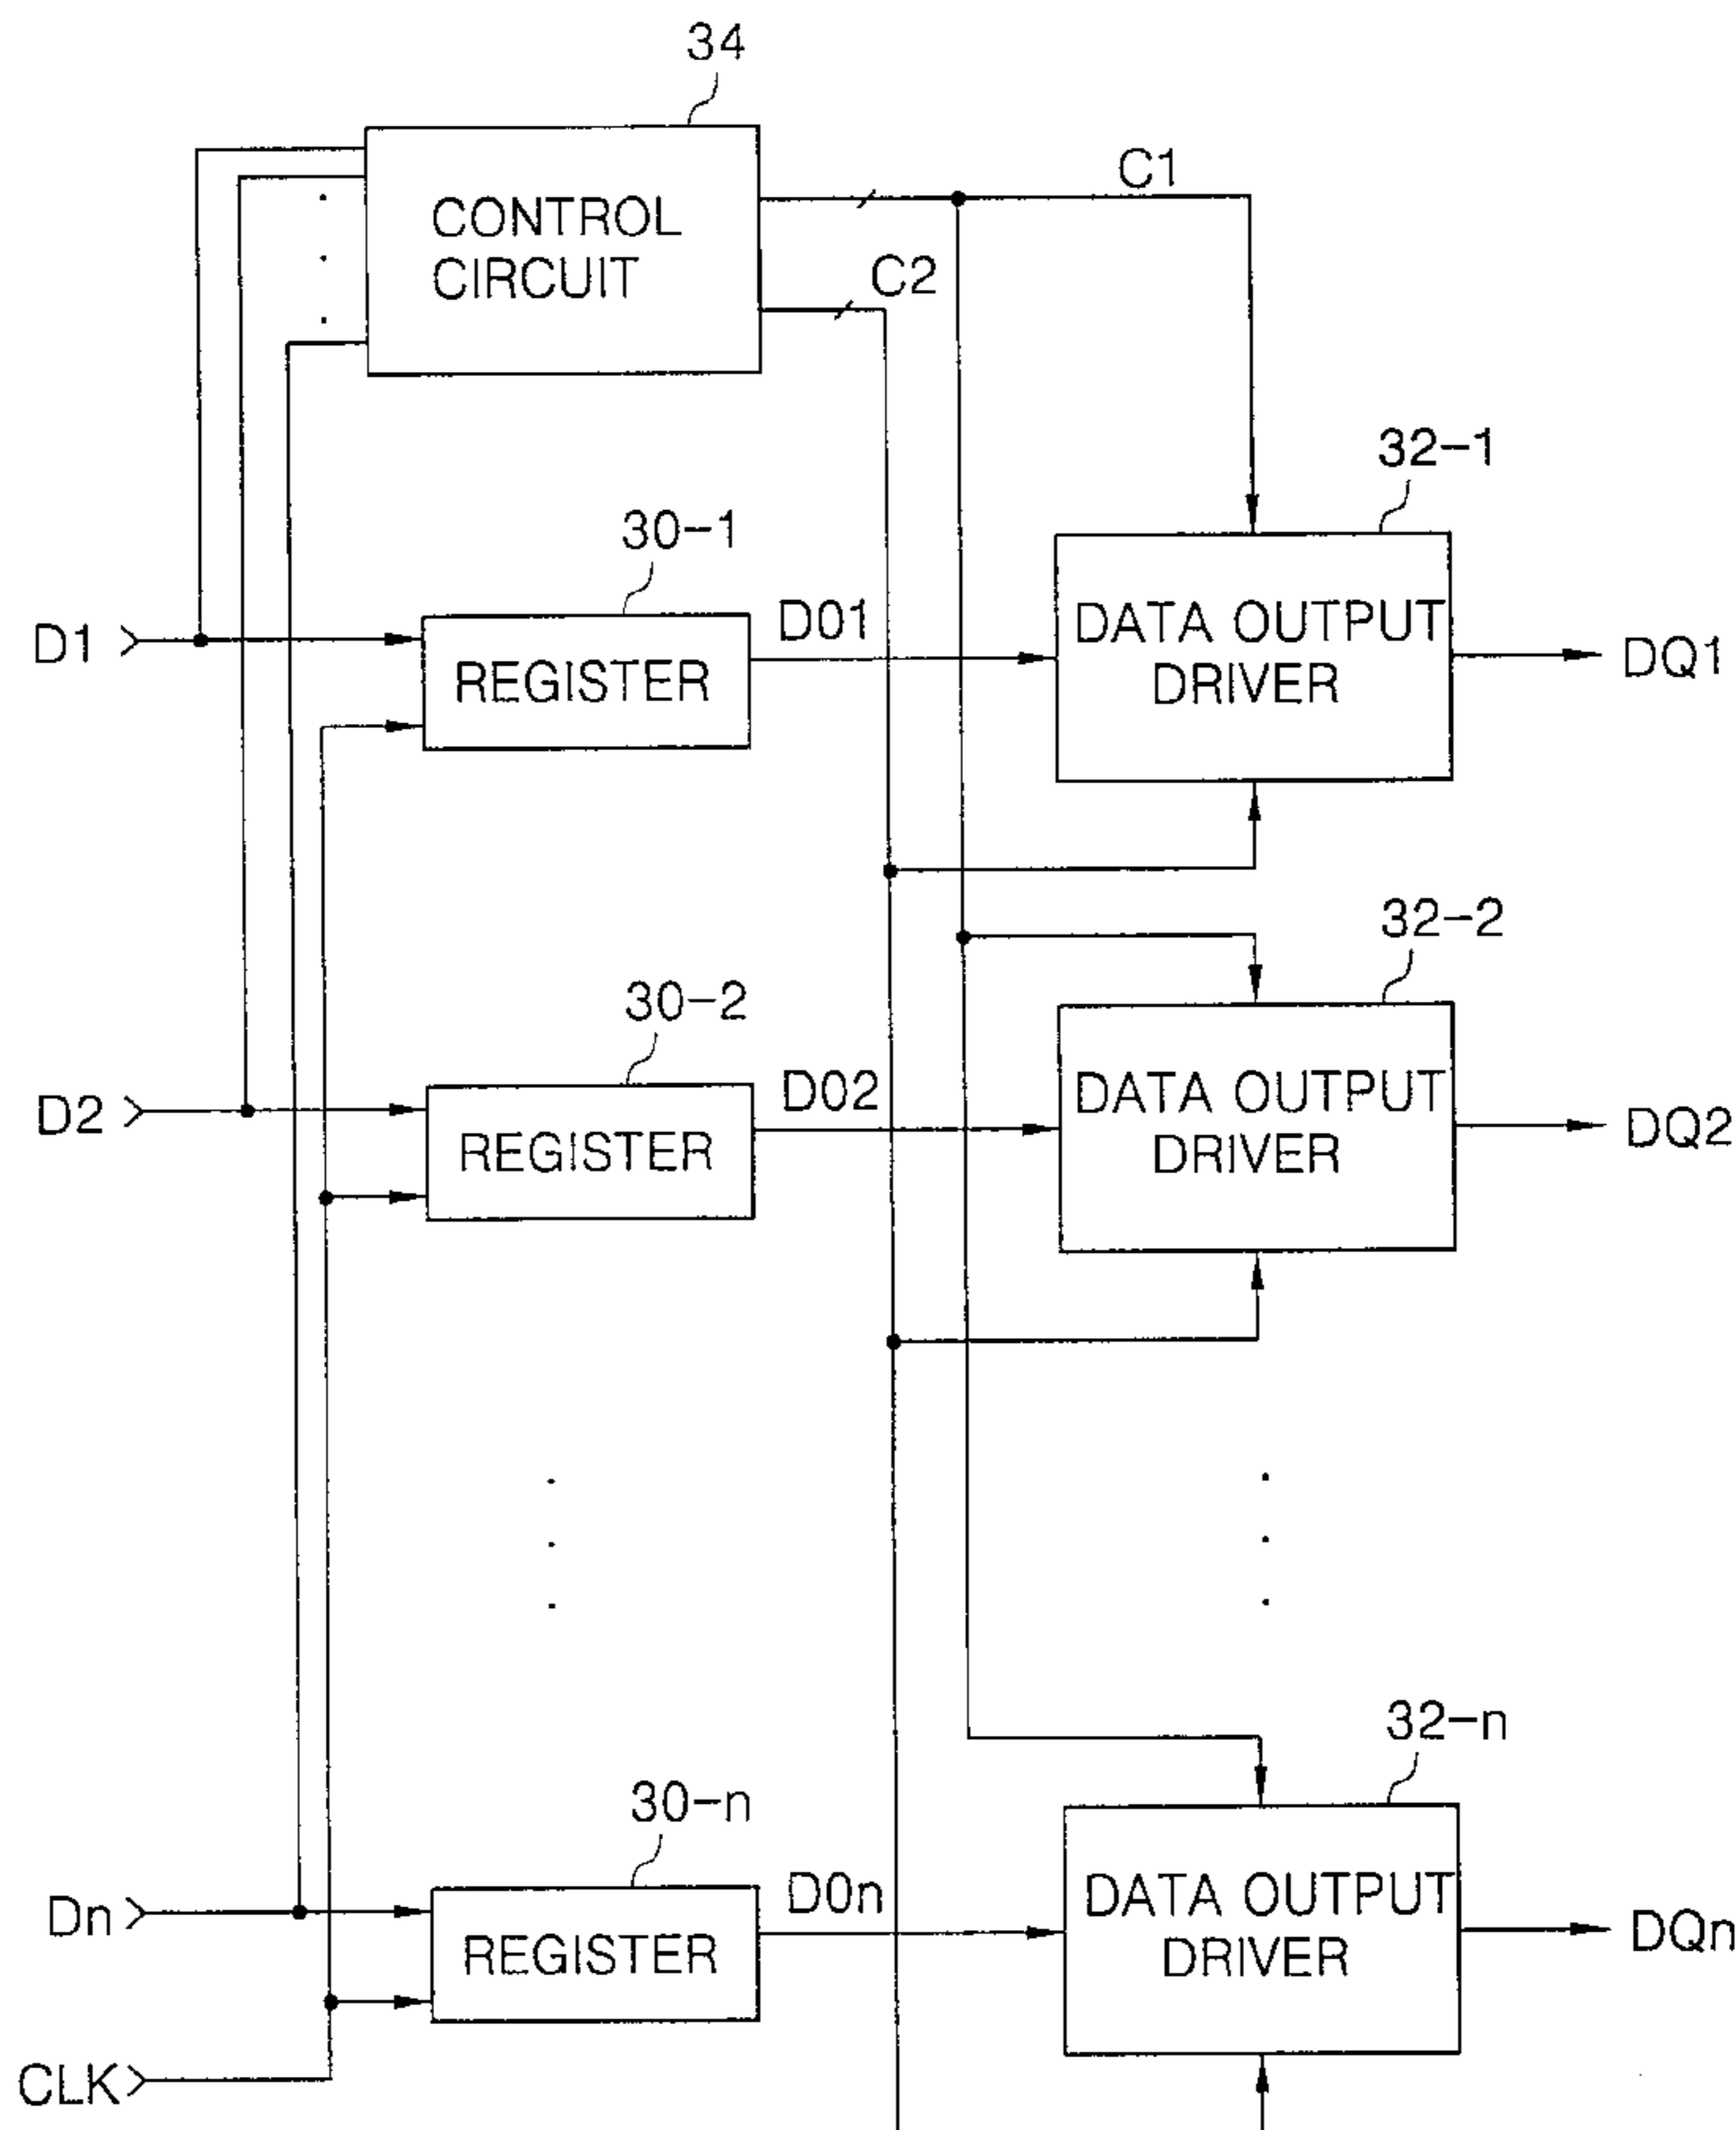 34
CONTROL
CIRCUIT
C1
C2
32-1
30-1
D1
REGISTER
D01
DATA OUTPUT
DRIVER
DQ1
32-2
30-2
D2
REGISTER
D02
DATA OUTPUT
DRIVER
DQ2
32-n
30-n
Dn
REGISTER
D0n
DATA OUTPUT
DRIVER
DQn
CLK